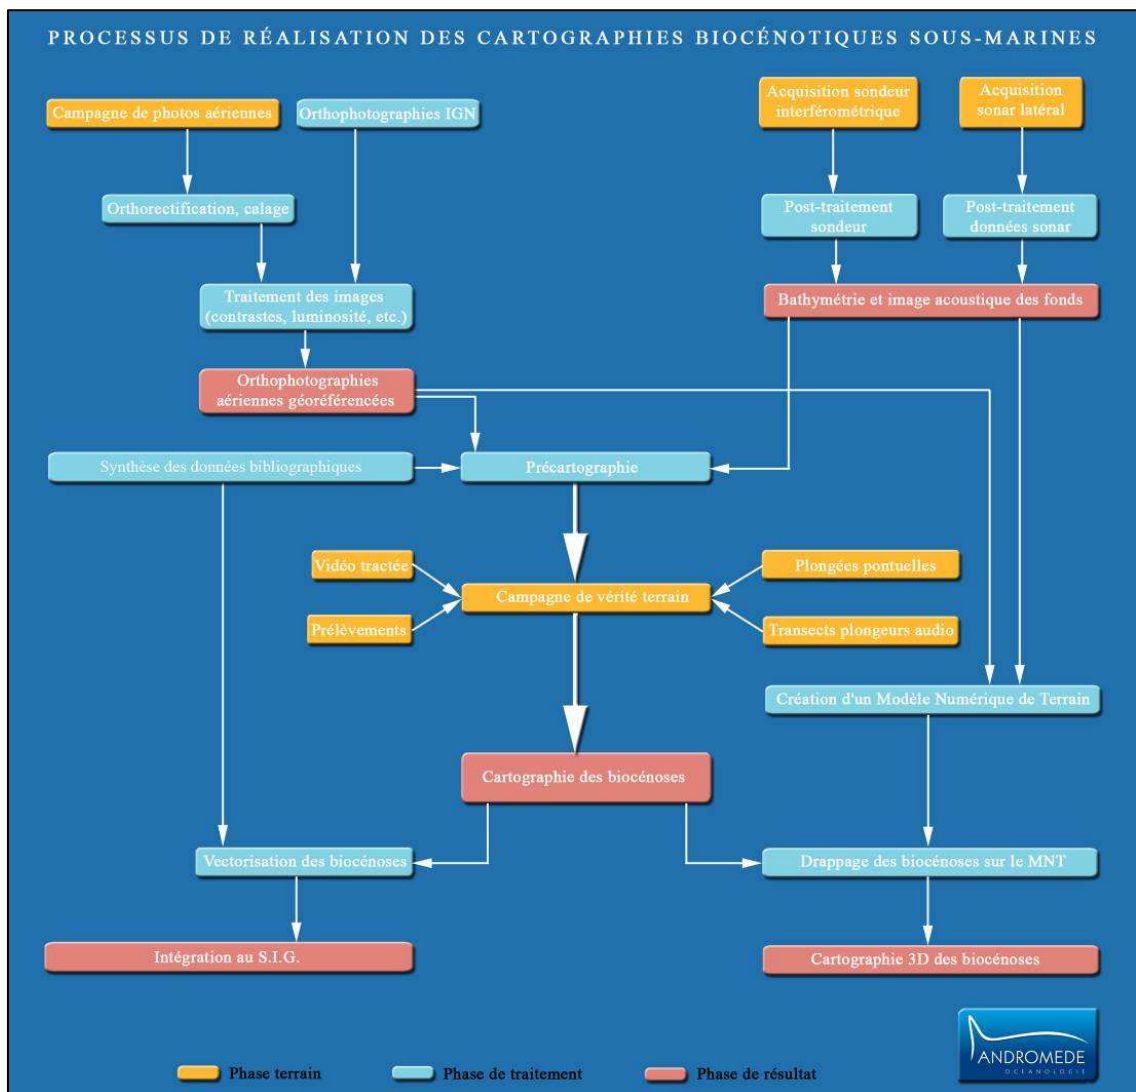 PROCESSUS DE RÉALISATION DES CARTOGRAPHIES BIOCÉNOTIQUES SOUS-MARINES
Campagne de photos aériennes
Orthophotographies IGN
Acquisition sondeur
interférométrique
Acquisition
sonar latéral
Orthorectification, calage
Post-traitement
sondeur
Post-traitement
données sonar
Traitement des images
(contrastes, luminosité, etc.)
Bathymétrie et image acoustique des fonds
Orthophotographies
aériennes géoréférencées
Synthèse des données bibliographiques
Précartographie
Vidéo tractée
Plongées pontuelles
Campagne de vérité terrain
Prélèvements
Transects plongeurs audio
Création d'un Modèle Numérique de Terrain
Cartographie des biocénoses
Vectorisation des biocénoses
Drappage des biocénoses sur le MNT
Intégration au S.I.G.
Cartographie 3D des biocénoses
ANDROMEDE
OCÉANOLOGIE
Phase terrain
Phase de traitement
Phase de résultat